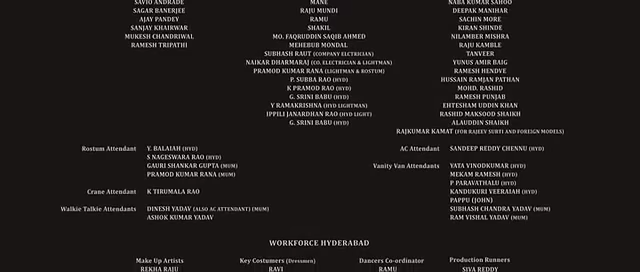 SAVIO ANDRADE
SAGAR BANERJEE
AJAY PANDEY
SANJAY KHAIRWAR
MUKESH CHANDRIWAL
RAMESH TRIPATHI
MANE
RAJU MUNDI
RAMU
SHAKIL
MO. FAQRUDDIN SAQIB AHMED
MEHEBUB MONDAL
SUBHASH RAUT (COMPANY ELCTRICIAN)
NAIKAR DHARMARAJ (CO. ELECTRICIAN & LIGHTMAN)
PRAMOD KUMAR RANA (LIGHTMAN & ROSTUM)
P. SUBBA RAO (HYD)
K PRAMOD RAO (HYD)
G. SRINI BABU (HYD)
Y RAMAKRISHNA (HYD LIGHTMAN)
IPPILI JANARDHAN RAO (HYD LIGHT)
G. SRINI BABU (HYD)
NABA KUMAR SAHOO
DEEPAK MANIHAR
SACHIN MORE
KIRAN SHINDE
NILAMBER MISHRA
RAJU KAMBLE
TANVEER
YUNUS AMIR BAIG
RAMESH HENDVE
HUSSAIN RAMJAN PATHAN
MOHD. RASHID
RAMESH PUNJAB
EHTESHAM UDDIN KHAN
RASHID MAKSOOD SHAIKH
ALAUDDIN SHAIKH
RAJKUMAR KAMAT (FOR RAJEEV SURTI AND FOREIGN MODELS)
Rostum Attendant Y. BALAIAH (HYD)
S NAGESWARA RAO (HYD)
GAURI SHANKAR GUPTA (MUM)
PRAMOD KUMAR RANA (MUM)
Crane Attendant K TIRUMALA RAO
Walkie Talkie Attendants DINESH YADAV (ALSO AC ATTENDANT) (MUM)
ASHOK KUMAR YADAV
AC Attendant SANDEEP REDDY CHENNU (HYD)
Vanity Van Attendants YATA VINODKUMAR (HYD)
MEKAM RAMESH (HYD)
P PARAVATHALU (HYD)
KANDUKURI VEERAIAH (HYD)
PAPPU (JOHN)
SUBHASH CHANDRA YADAV (MUM)
RAM VISHAL YADAV (MUM)
WORKFORCE HYDERABAD
Make Up Artists
REKHA RAJU
Key Costumers (Dressmen)
RAVI
Dancers Co-ordinator
RAMU
Production Runners
SIVA REDDY